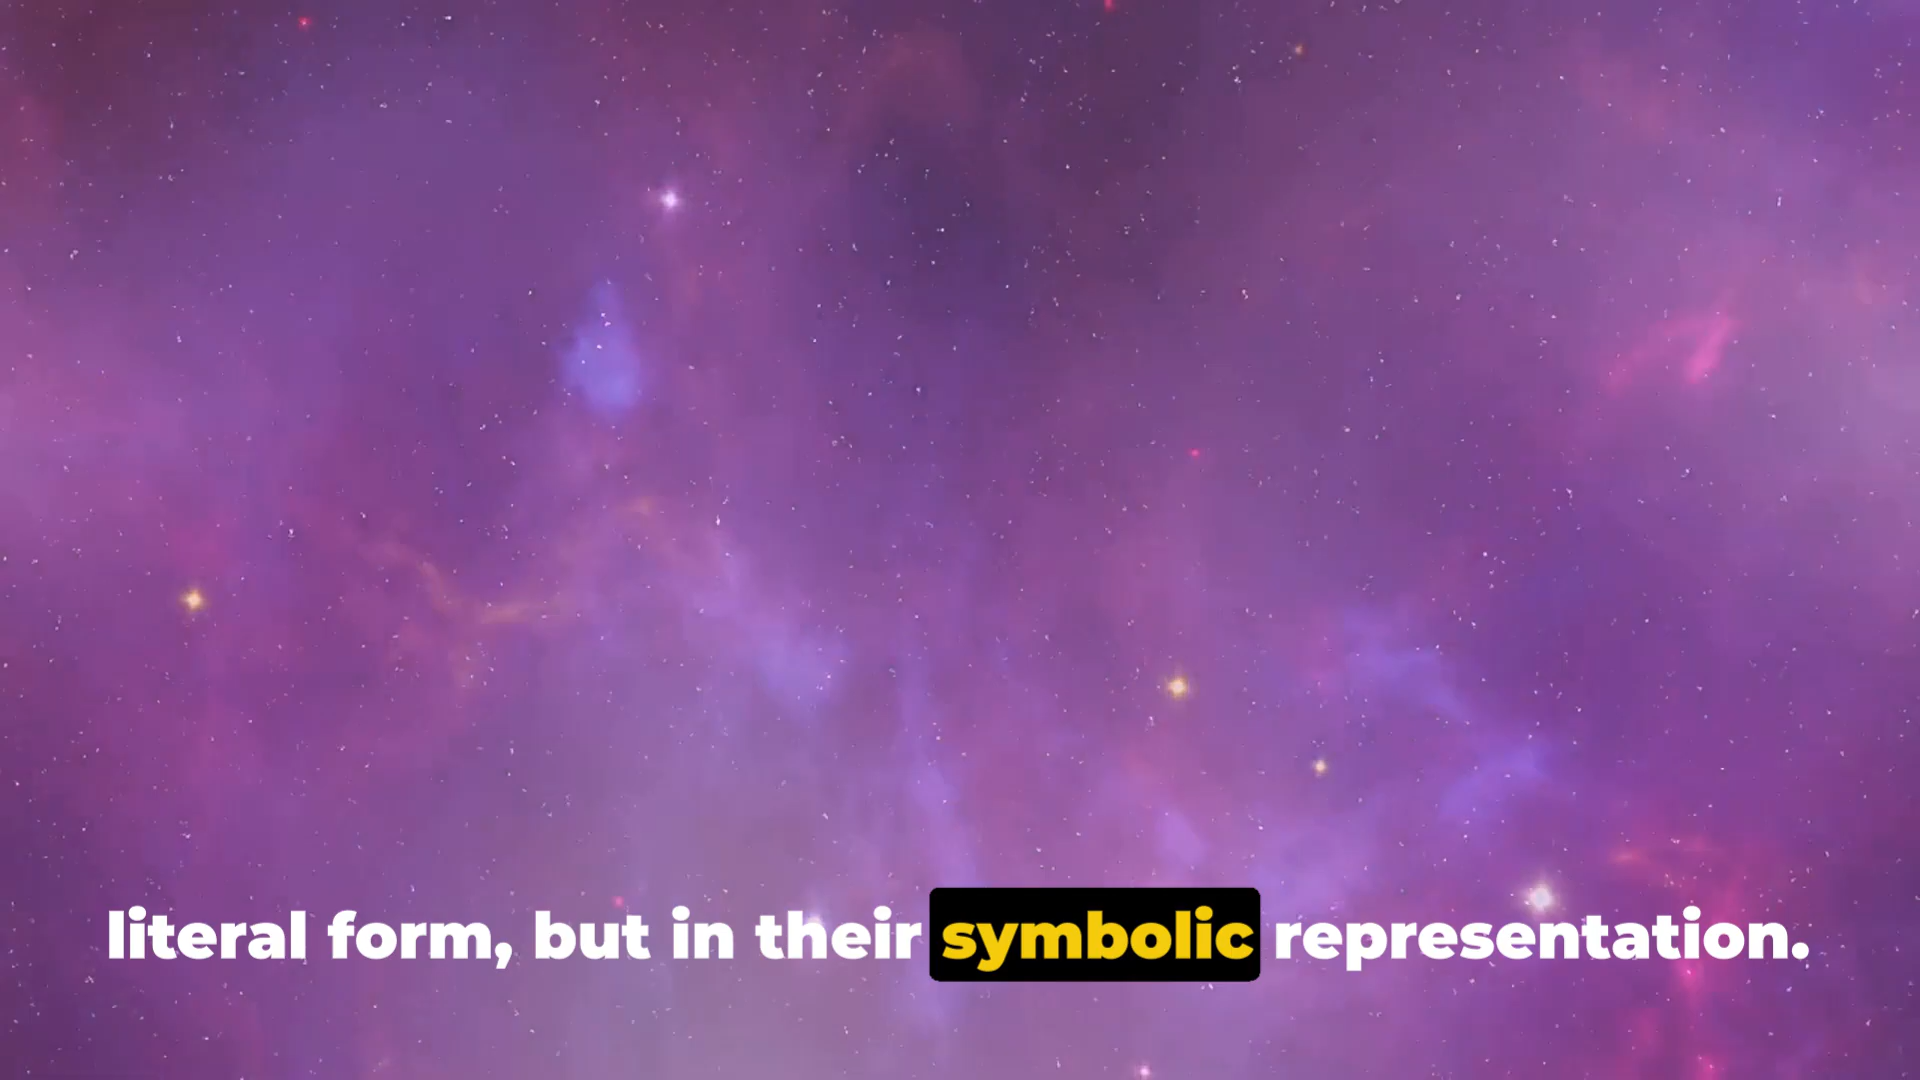 literal form, but in their symbolic representation.